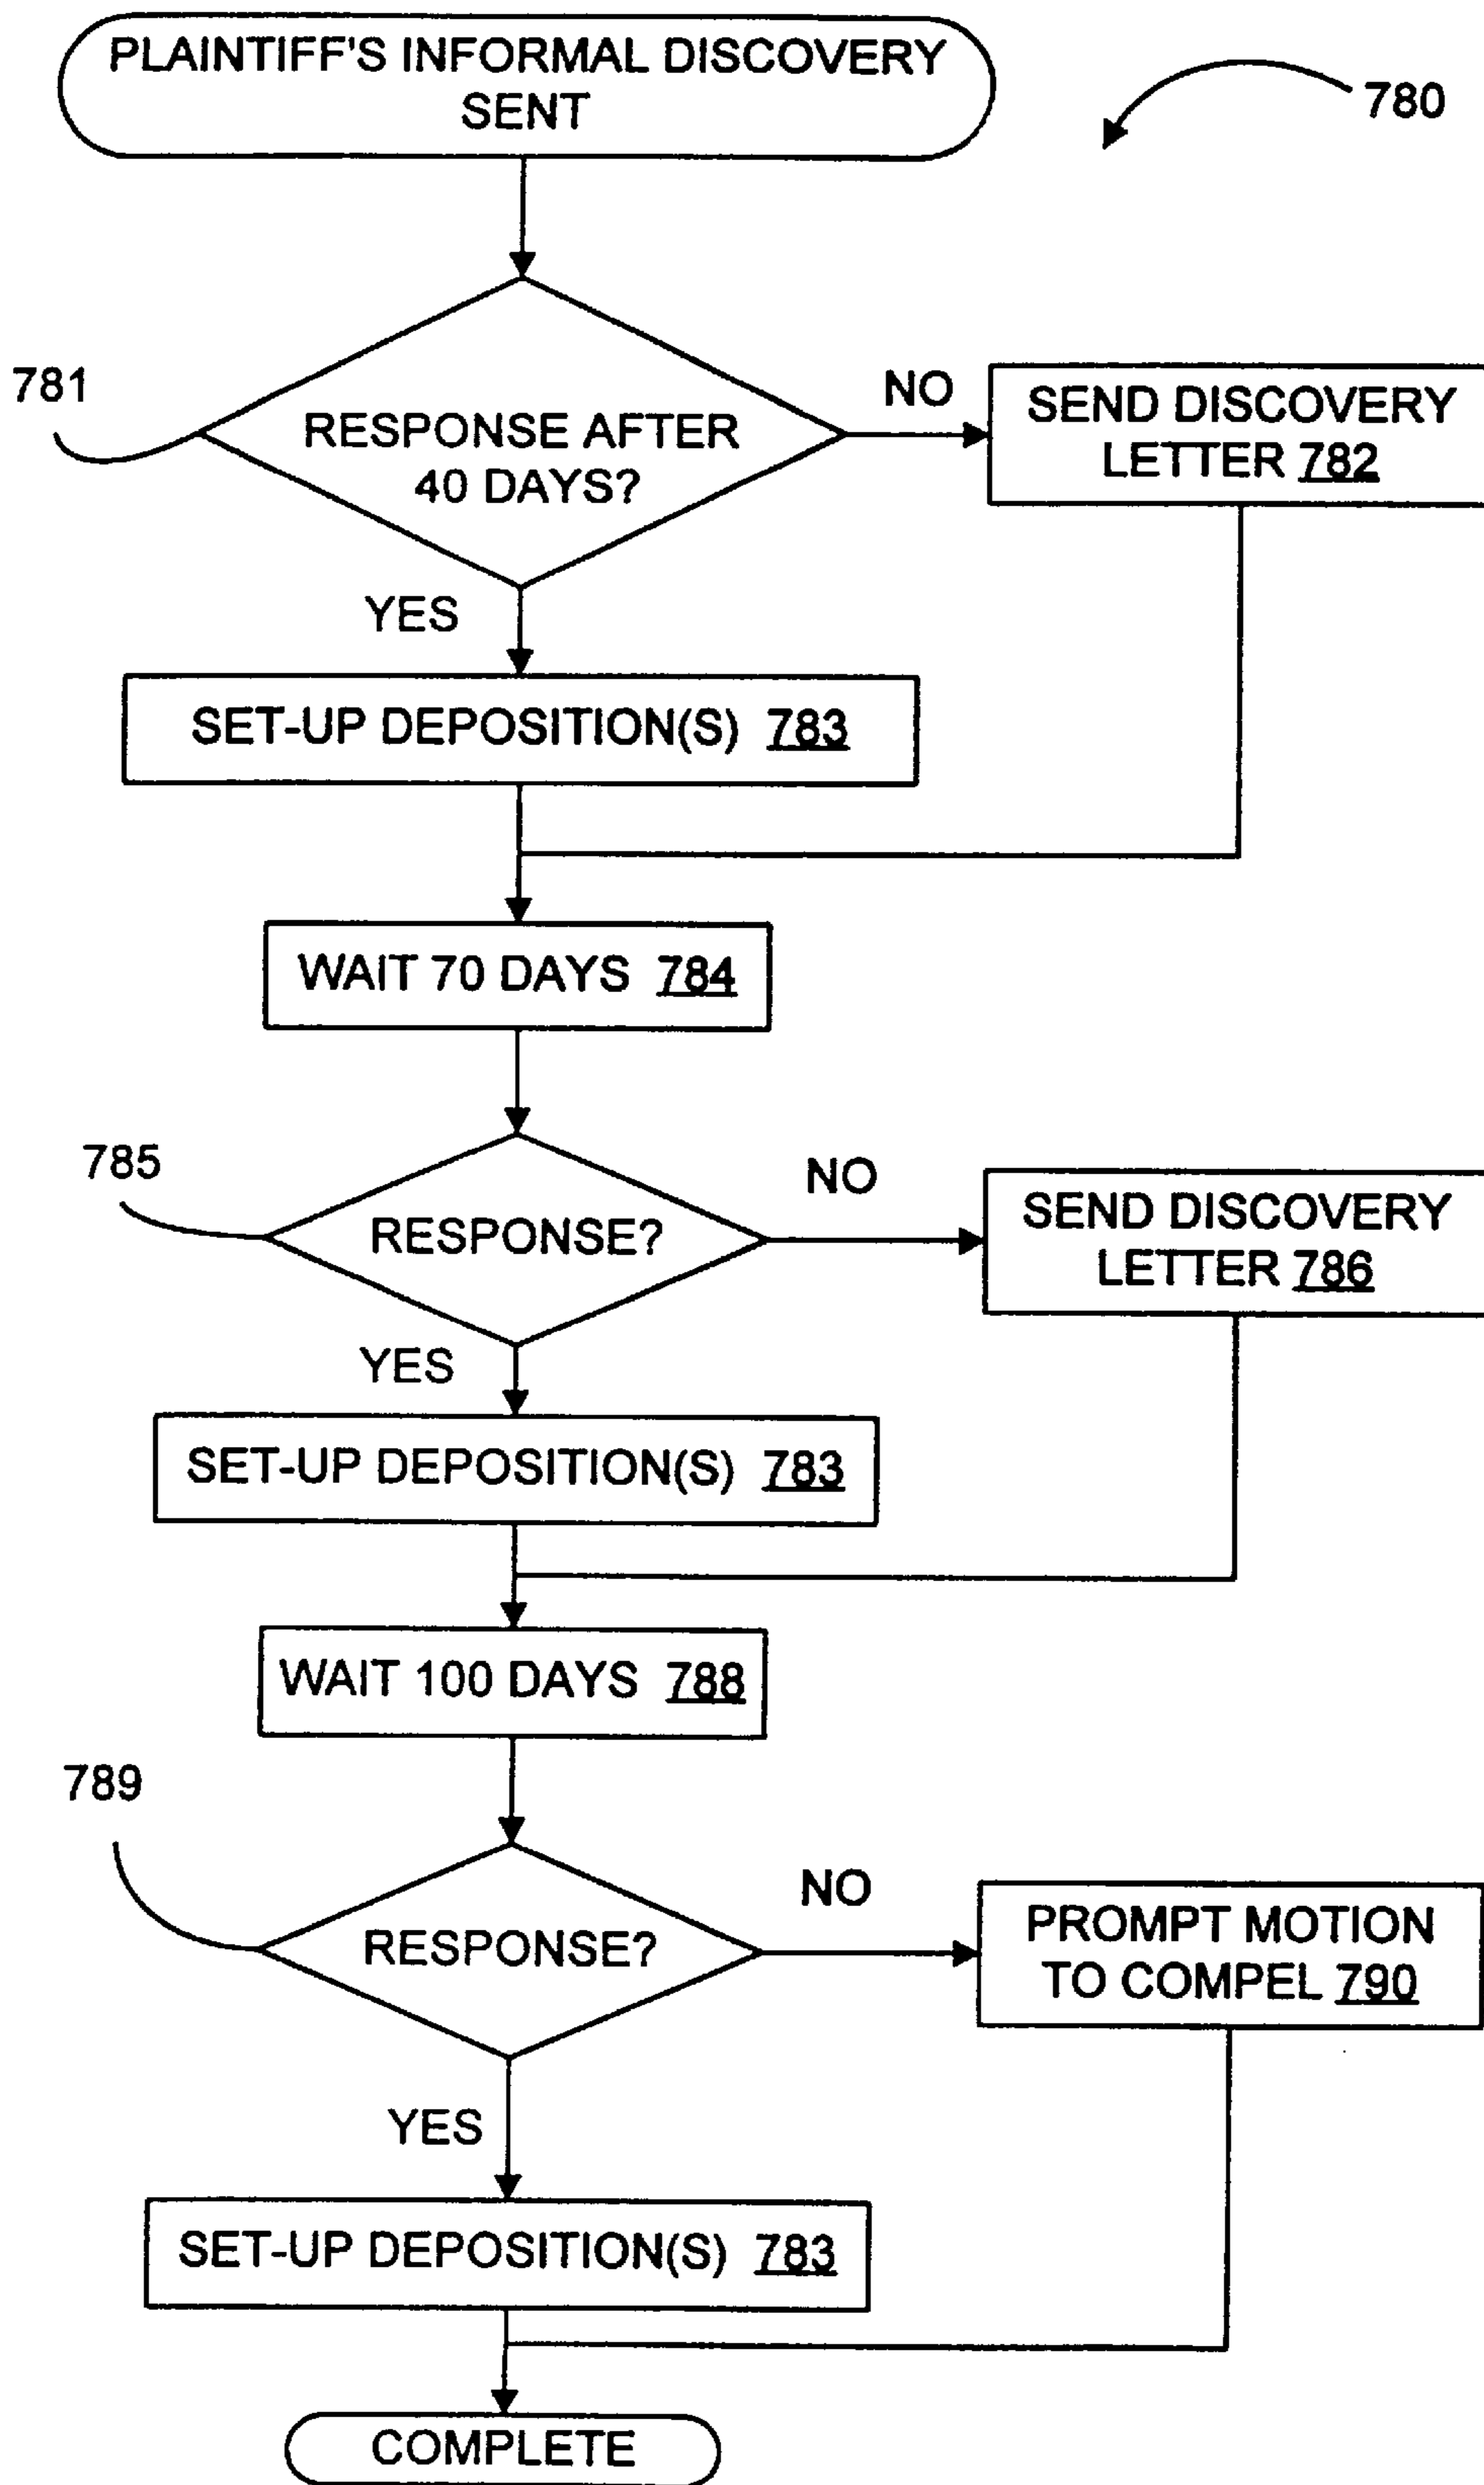 PLAINTIFF'S INFORMAL DISCOVERY
SENT
780
781
RESPONSE AFTER
40 DAYS?
NO
SEND DISCOVERY
LETTER 782
YES
SET-UP DEPOSITION(S) 783
WAIT 70 DAYS 784
785
RESPONSE?
NO
SEND DISCOVERY
LETTER 786
YES
SET-UP DEPOSITION(S) 783
WAIT 100 DAYS 788
789
RESPONSE?
NO
PROMPT MOTION
TO COMPEL 790
YES
SET-UP DEPOSITION(S) 783
COMPLETE